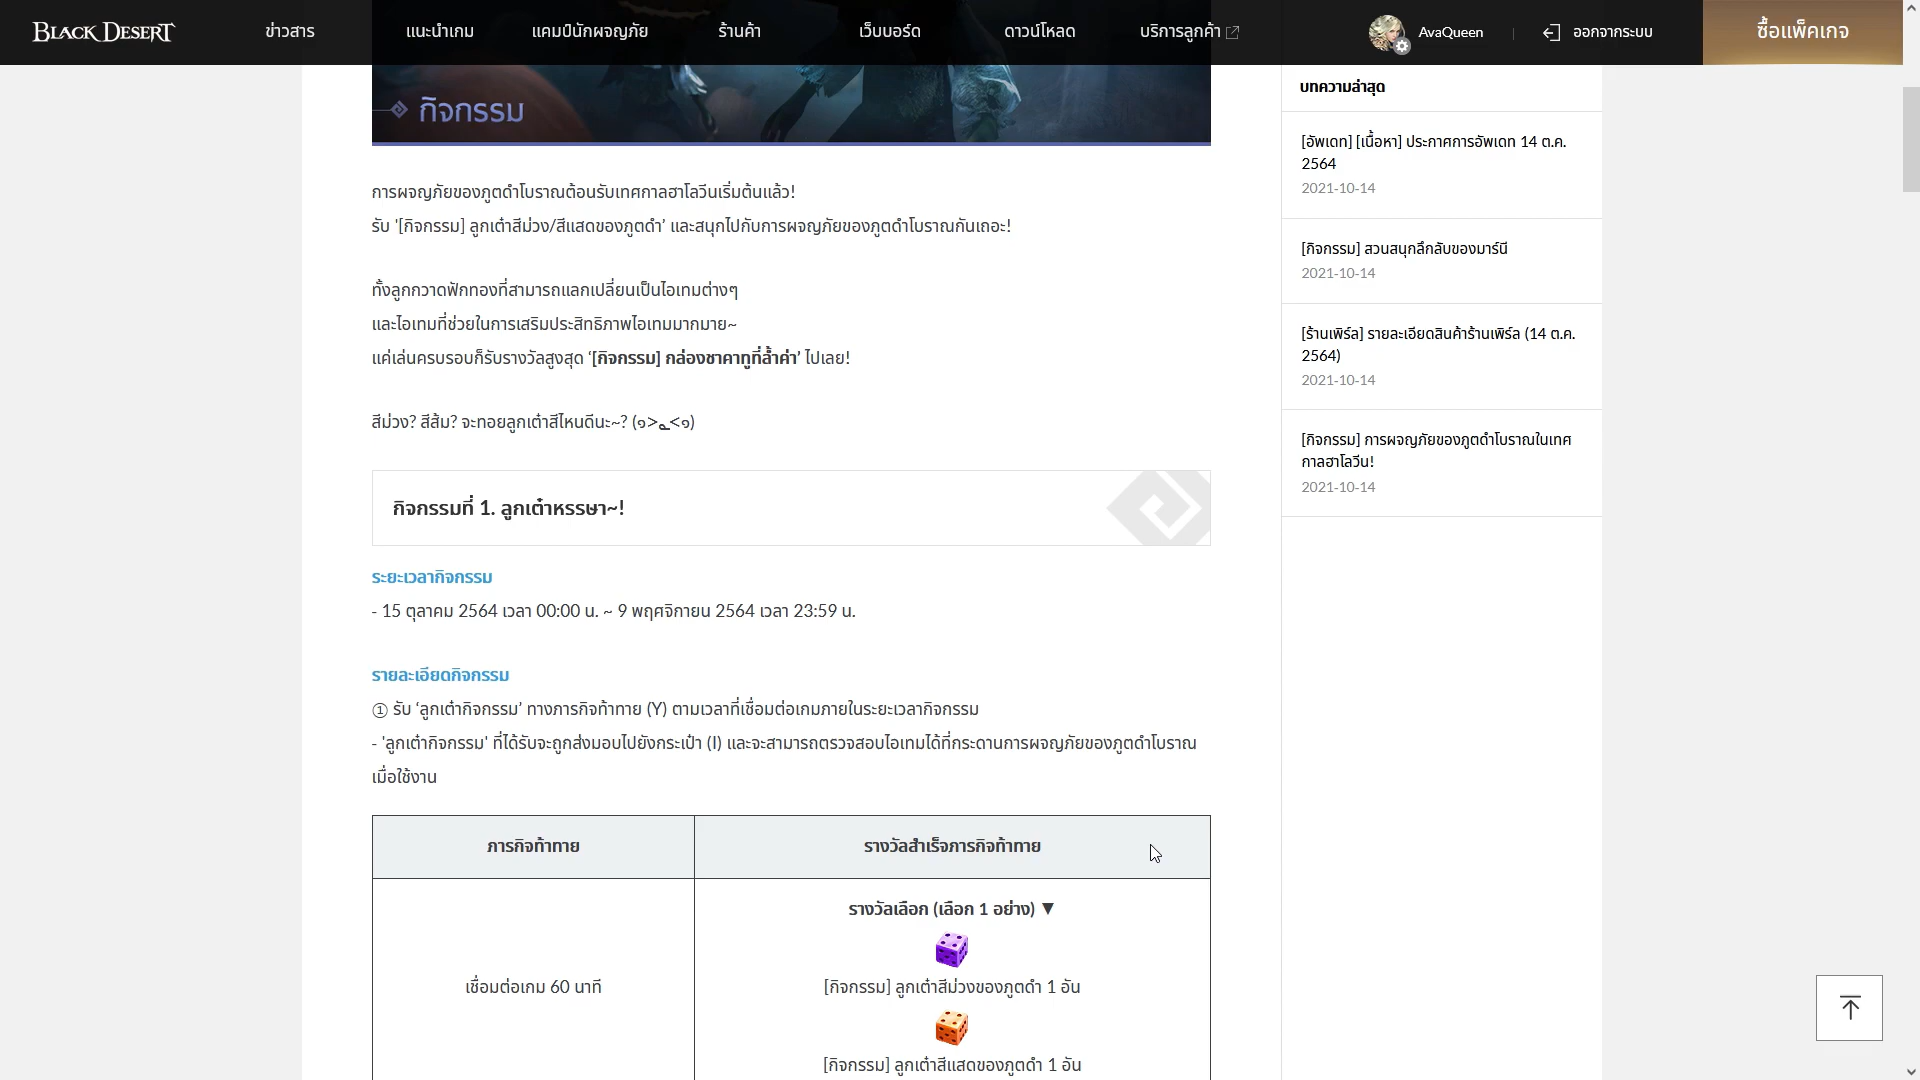 BLACK DESERT
ข่าวสาร
แนะนำเกม
แคมป์นักผจญภัย
ร้านค้า
เว็บบอร์ด
ดาวน์โหลด
บริการลูกค้า
AvaQueen
ออกจากระบบ
ซื้อแพ็คเกจ
กิจกรรม
การผจญภัยของภูตดำโบราณต้อนรับเทศกาลฮาโลวีนเริ่มต้นแล้ว!
รับ '[กิจกรรม] ลูกเต๋าสีม่วง/สีแสดของภูตดำ’ และสนุกไปกับการผจญภัยของภูตดำโบราณกันเถอะ!
ทั้งลูกกวาดฟักทองที่สามารถแลกเปลี่ยนเป็นไอเทมต่างๆ
และไอเทมที่ช่วยในการเสริมประสิทธิภาพไอเทมมากมาย~
แค่เล่นครบรอบก็รับรางวัลสูงสุด ‘[กิจกรรม] กล่องชาคาทูที่ล้ำค่า’ ไปเลย!
สีม่วง? สีส้ม? จะทอยลูกเต๋าสีไหนดีนะ~? (๑>؂<๑)
กิจกรรมที่ 1. ลูกเต๋าหรรษา~!
ระยะเวลากิจกรรม
- 15 ตุลาคม 2564 เวลา 00:00 น. ~ 9 พฤศจิกายน 2564 เวลา 23:59 น.
รายละเอียดกิจกรรม
① รับ ‘ลูกเต๋ากิจกรรม’ ทางภารกิจท้าทาย (Y) ตามเวลาที่เชื่อมต่อเกมภายในระยะเวลากิจกรรม
- 'ลูกเต๋ากิจกรรม' ที่ได้รับจะถูกส่งมอบไปยังกระเป๋า (I) และจะสามารถตรวจสอบไอเทมได้ที่กระดานการผจญภัยของภูตดำโบราณ
เมื่อใช้งาน
ภารกิจท้าทาย
รางวัลสำเร็จภารกิจท้าทาย
เชื่อมต่อเกม 60 นาที
รางวัลเลือก (เลือก 1 อย่าง) ▼
[กิจกรรม] ลูกเต๋าสีม่วงของภูตดำ 1 อัน
[กิจกรรม] ลูกเต๋าสีแสดของภูตดำ 1 อัน
บทความล่าสุด
[อัพเดท] [เนื้อหา] ประกาศการอัพเดท 14 ต.ค.
2564
2021-10-14
[กิจกรรม] สวนสนุกลึกลับของมาร์นี
2021-10-14
[ร้านเพิร์ล] รายละเอียดสินค้าร้านเพิร์ล (14 ต.ค.
2564)
2021-10-14
[กิจกรรม] การผจญภัยของภูตดำโบราณในเทศ
กาลฮาโลวีน!
2021-10-14